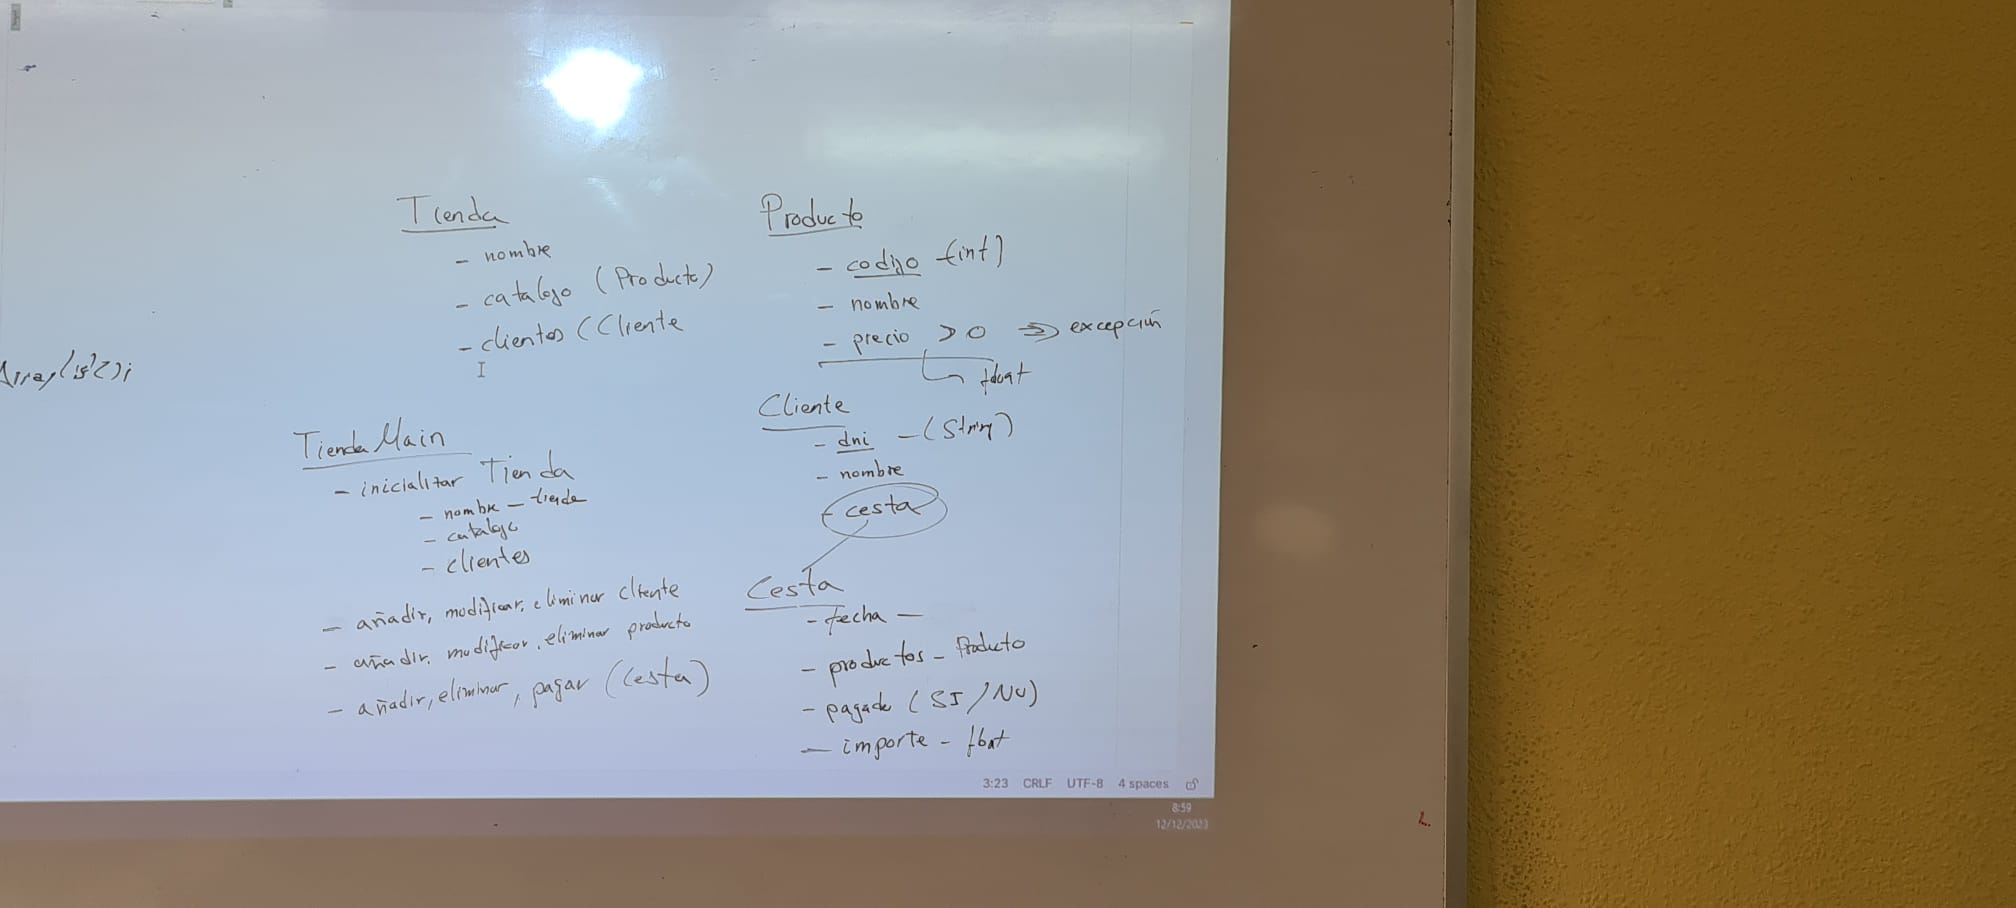 Tienda
- nombre
- catalogo (Producto)
- clientes (Cliente
Producto
- codigo (int)
- nombre
- precio > 0 => excepción
float
ArrayList<>();
Cliente
- dni - (String)
- nombre
- cesta
TiendaMain
- inicializar Tienda
- nombre - tienda
- catalogo
- clientes
- añadir, modificar, eliminar cliente
- añadir, modificar, eliminar producto
- añadir, eliminar, pagar (Cesta)
Cesta
- fecha -
- productos - Producto
- pagado (SI/NO)
- importe - float
3:23 CRLF UTF-8 4 spaces
8:59
12/12/2023